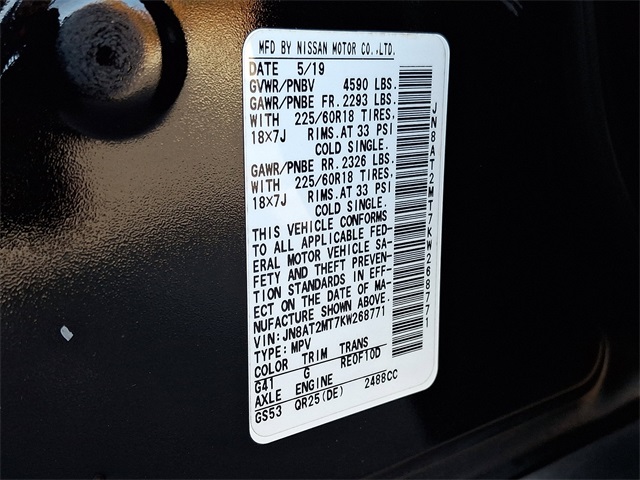 MFD BY NISSAN MOTOR CO.,LTD.
DATE 5/19
GVWR/PNBV 4590 LBS.
GAWR/PNBE FR. 2293 LBS.
WITH 225/60R18 TIRES,
18×7J RIMS.AT 33 PSI
COLD SINGLE.
GAWR/PNBE RR. 2326 LBS.
WITH 225/60R18 TIRES,
18×7J RIMS.AT 33 PSI
COLD SINGLE.
THIS VEHICLE CONFORMS
TO ALL APPLICABLE FED-
ERAL MOTOR VEHICLE SA-
FETY AND THEFT PREVEN-
TION STANDARDS IN EFF-
ECT ON THE DATE OF MA-
NUFACTURE SHOWN ABOVE.
VIN:JN8AT2MT7KW268771
TYPE:MPV
COLOR TRIM TRANS
G41 G RE0F10D
AXLE ENGINE
GS53 QR25(DE) 2488CC
JN8AT2MT7KW268771